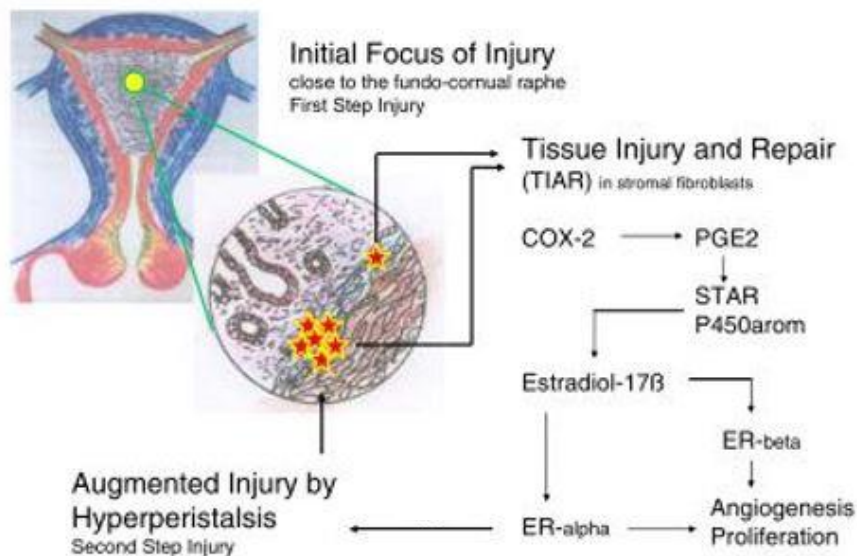 Initial Focus of Injury
close to the fundo-cornual raphe
First Step Injury
Tissue Injury and Repair
(TIAR) in stromal fibroblasts
COX-2
PGE2
STAR
P450arom
Estradiol-17ß
ER-beta
Augmented Injury by
Hyperperistalsis
Second Step Injury
ER-alpha
Angiogenesis
Proliferation